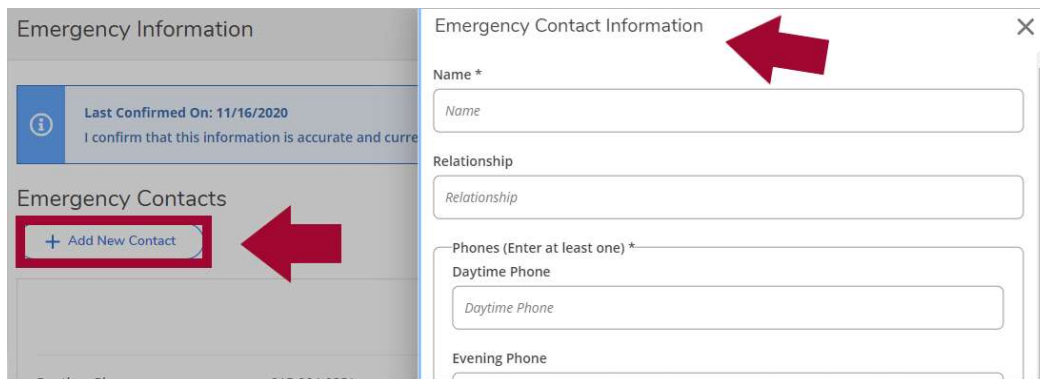 Emergency Information
Last Confirmed On: 11/16/2020
I confirm that this information is accurate and curre
Emergency Contacts
+ Add New Contact
Emergency Contact Information
Name *
Name
Relationship
Relationship
Phones (Enter at least one) *
Daytime Phone
Daytime Phone
Evening Phone